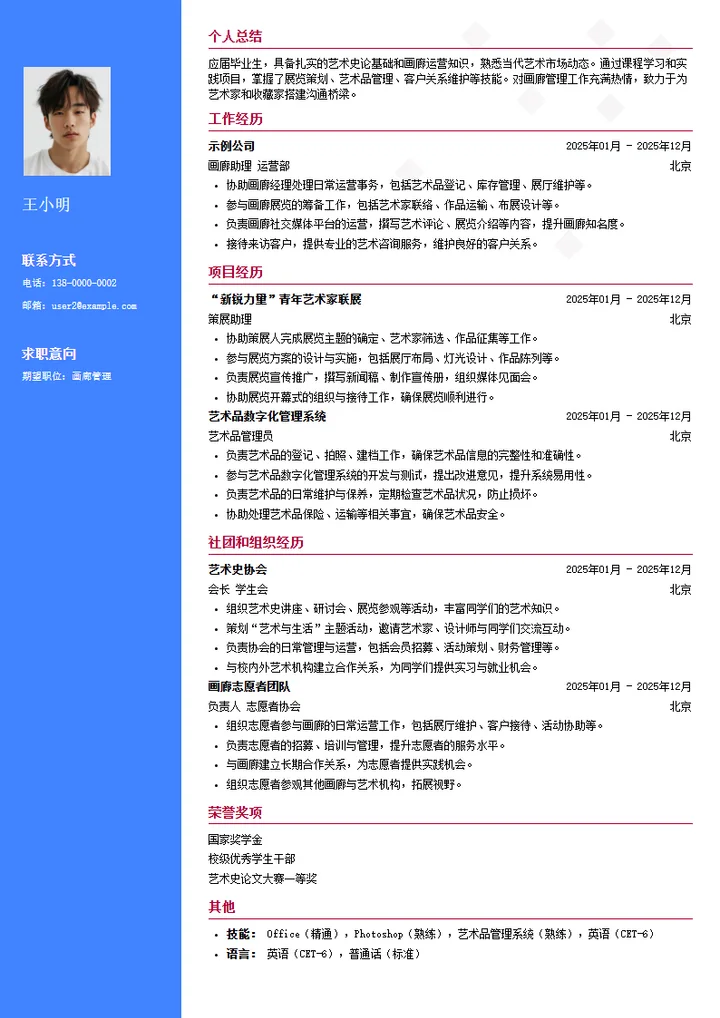 王小明
联系方式
电话：138-0000-0002
邮箱：user2@example.com
求职意向
期望职位：画廊管理
个人总结
应届毕业生，具备扎实的艺术史论基础和画廊运营知识，熟悉当代艺术市场动态。通过课程学习和实
践项目，掌握了展览策划、艺术品管理、客户关系维护等技能。对画廊管理工作充满热情，致力于为
艺术家和收藏家搭建沟通桥梁。
工作经历
示例公司 2025年01月 - 2025年12月
画廊助理 运营部 北京
• 协助画廊经理处理日常运营事务，包括艺术品登记、库存管理、展厅维护等。
• 参与画廊展览的筹备工作，包括艺术家联络、作品运输、布展设计等。
• 负责画廊社交媒体平台的运营，撰写艺术评论、展览介绍等内容，提升画廊知名度。
• 接待来访客户，提供专业的艺术咨询服务，维护良好的客户关系。
项目经历
“新锐力量”青年艺术家联展 2025年01月 - 2025年12月
策展助理 北京
• 协助策展人完成展览主题的确定、艺术家筛选、作品征集等工作。
• 参与展览方案的设计与实施，包括展厅布局、灯光设计、作品陈列等。
• 负责展览宣传推广，撰写新闻稿、制作宣传册，组织媒体见面会。
• 协助展览开幕式的组织与接待工作，确保展览顺利进行。
艺术品数字化管理系统 2025年01月 - 2025年12月
艺术品管理员 北京
• 负责艺术品的登记、拍照、建档工作，确保艺术品信息的完整性和准确性。
• 参与艺术品数字化管理系统的开发与测试，提出改进意见，提升系统易用性。
• 负责艺术品的日常维护与保养，定期检查艺术品状况，防止损坏。
• 协助处理艺术品保险、运输等相关事宜，确保艺术品安全。
社团和组织经历
艺术史协会 2025年01月 - 2025年12月
会长 学生会 北京
• 组织艺术史讲座、研讨会、展览参观等活动，丰富同学们的艺术知识。
• 策划“艺术与生活”主题活动，邀请艺术家、设计师与同学们交流互动。
• 负责协会的日常管理与运营，包括会员招募、活动策划、财务管理等。
• 与校内外艺术机构建立合作关系，为同学们提供实习与就业机会。
画廊志愿者团队 2025年01月 - 2025年12月
负责人 志愿者协会 北京
• 组织志愿者参与画廊的日常运营工作，包括展厅维护、客户接待、活动协助等。
• 负责志愿者的招募、培训与管理，提升志愿者的服务水平。
• 与画廊建立长期合作关系，为志愿者提供实践机会。
• 组织志愿者参观其他画廊与艺术机构，拓展视野。
荣誉奖项
国家奖学金
校级优秀学生干部
艺术史论文大赛一等奖
其他
• 技能： Office（精通），Photoshop（熟练），艺术品管理系统（熟练），英语（CET-6）
• 语言： 英语（CET-6），普通话（标准）